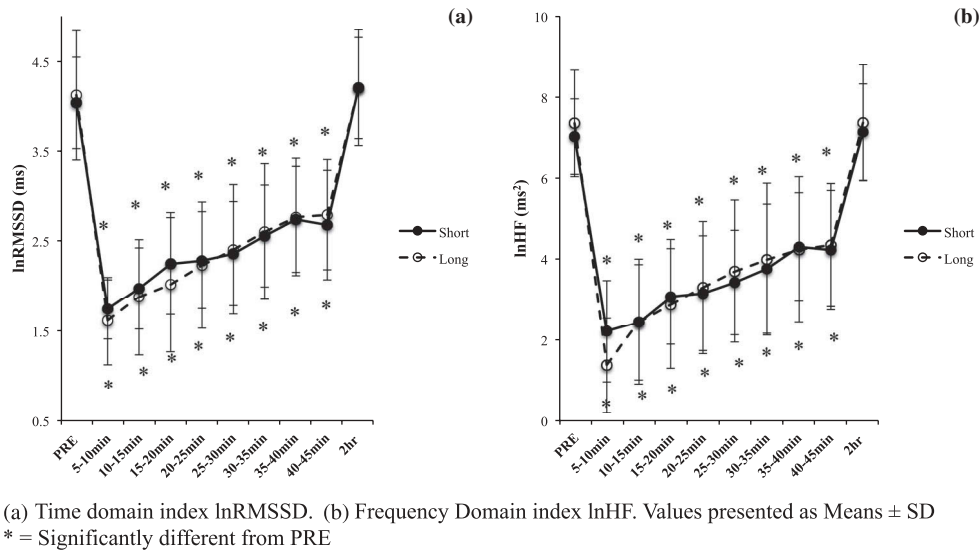 (a)
4.5
3.5
2.5
1.5
0.5
lnRMSSD (ms)
PRE
5-10min
10-15min
15-20min
20-25min
25-30min
30-35min
35-40min
40-45min
2hr
* * * * * * * *
* * * * * * * *
Short
Long
(b)
10
8
6
4
2
0
lnHF (ms²)
PRE
5-10min
10-15min
15-20min
20-25min
25-30min
30-35min
35-40min
40-45min
2hr
* * * * * * * *
* * * * * * * *
Short
Long
(a) Time domain index lnRMSSD. (b) Frequency Domain index lnHF. Values presented as Means ± SD
* = Significantly different from PRE